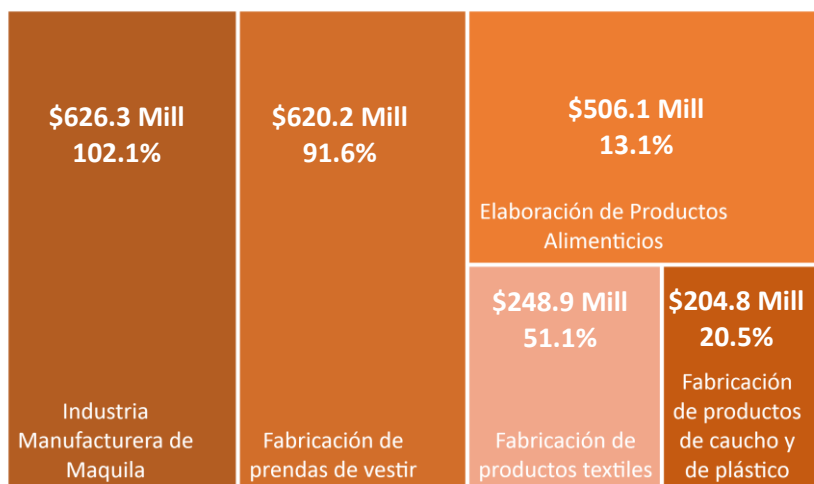 $626.3 Mill
102.1%
Industria
Manufacturera de
Maquila
$620.2 Mill
91.6%
Fabricación de
prendas de vestir
$506.1 Mill
13.1%
Elaboración de Productos
Alimenticios
$248.9 Mill
51.1%
Fabricación de
productos textiles
$204.8 Mill
20.5%
Fabricación
de productos
de caucho y
de plástico